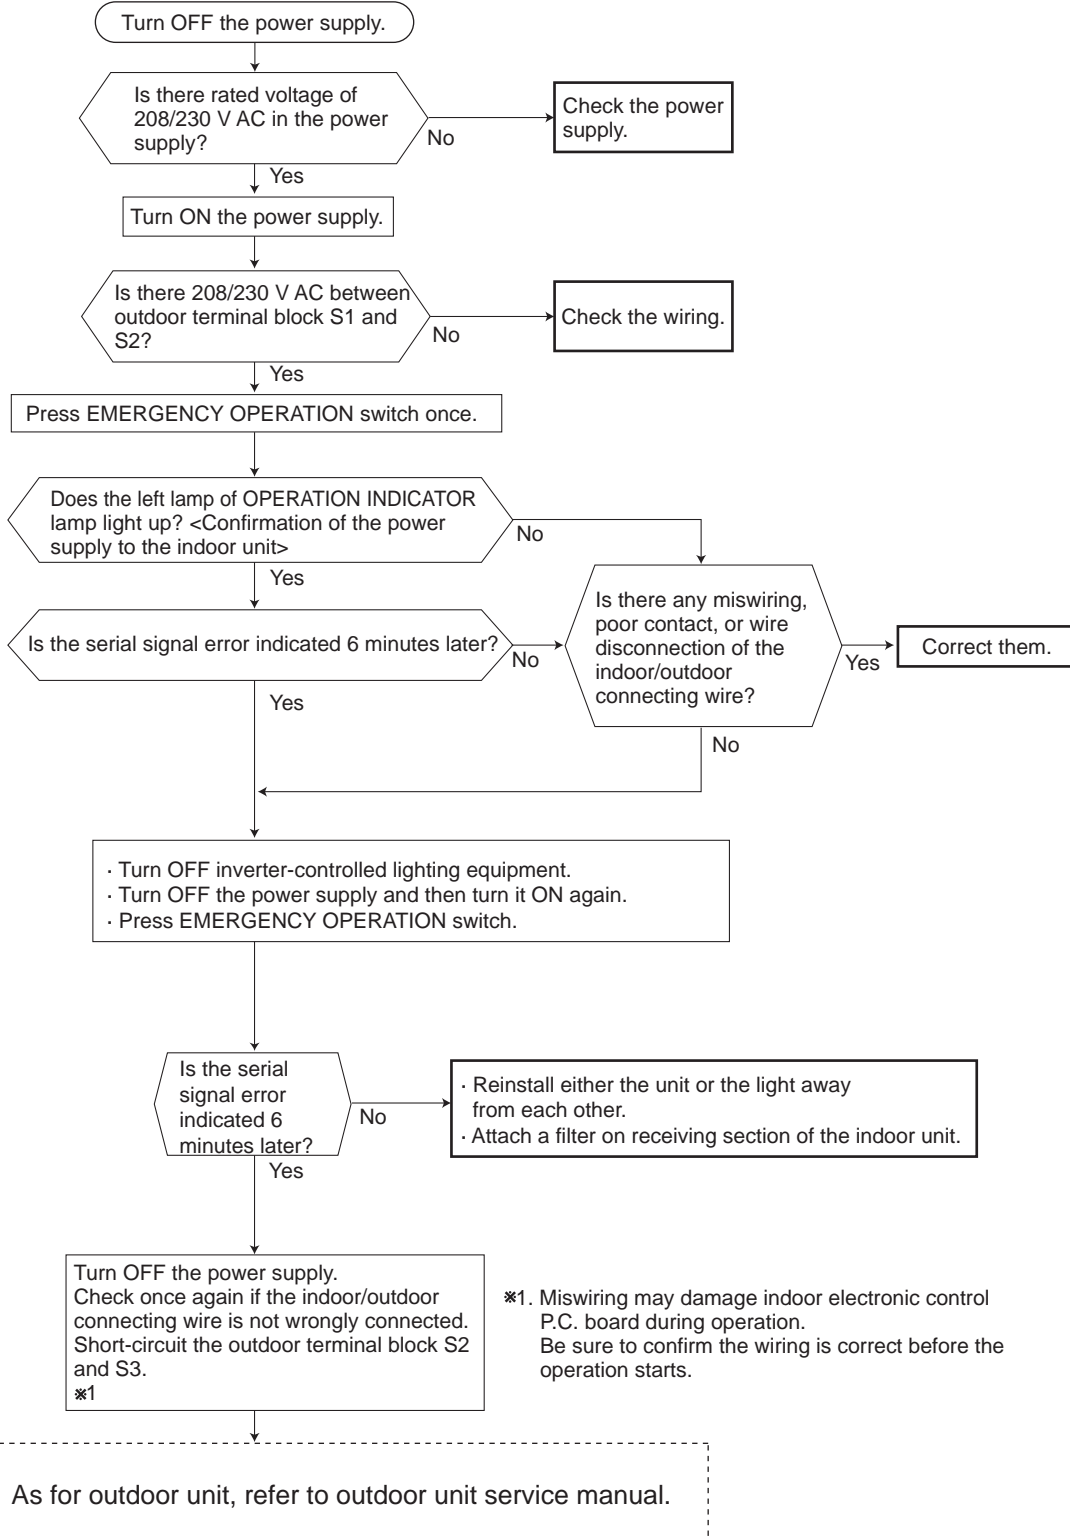 Turn OFF the power supply.
Is there rated voltage of
208/230 V AC in the power
supply?
No
Check the power
supply.
Yes
Turn ON the power supply.
Is there 208/230 V AC between
outdoor terminal block S1 and
S2?
No
Check the wiring.
Yes
Press EMERGENCY OPERATION switch once.
Does the left lamp of OPERATION INDICATOR
lamp light up? <Confirmation of the power
supply to the indoor unit>
No
Yes
Is the serial signal error indicated 6 minutes later?
No
Is there any miswiring,
poor contact, or wire
disconnection of the
indoor/outdoor
connecting wire?
Yes
Correct them.
Yes
No
· Turn OFF inverter-controlled lighting equipment.
· Turn OFF the power supply and then turn it ON again.
· Press EMERGENCY OPERATION switch.
Is the serial
signal error
indicated 6
minutes later?
No
· Reinstall either the unit or the light away
from each other.
· Attach a filter on receiving section of the indoor unit.
Yes
Turn OFF the power supply.
Check once again if the indoor/outdoor
connecting wire is not wrongly connected.
Short-circuit the outdoor terminal block S2
and S3.
※1
※1. Miswiring may damage indoor electronic control
P.C. board during operation.
Be sure to confirm the wiring is correct before the
operation starts.
As for outdoor unit, refer to outdoor unit service manual.